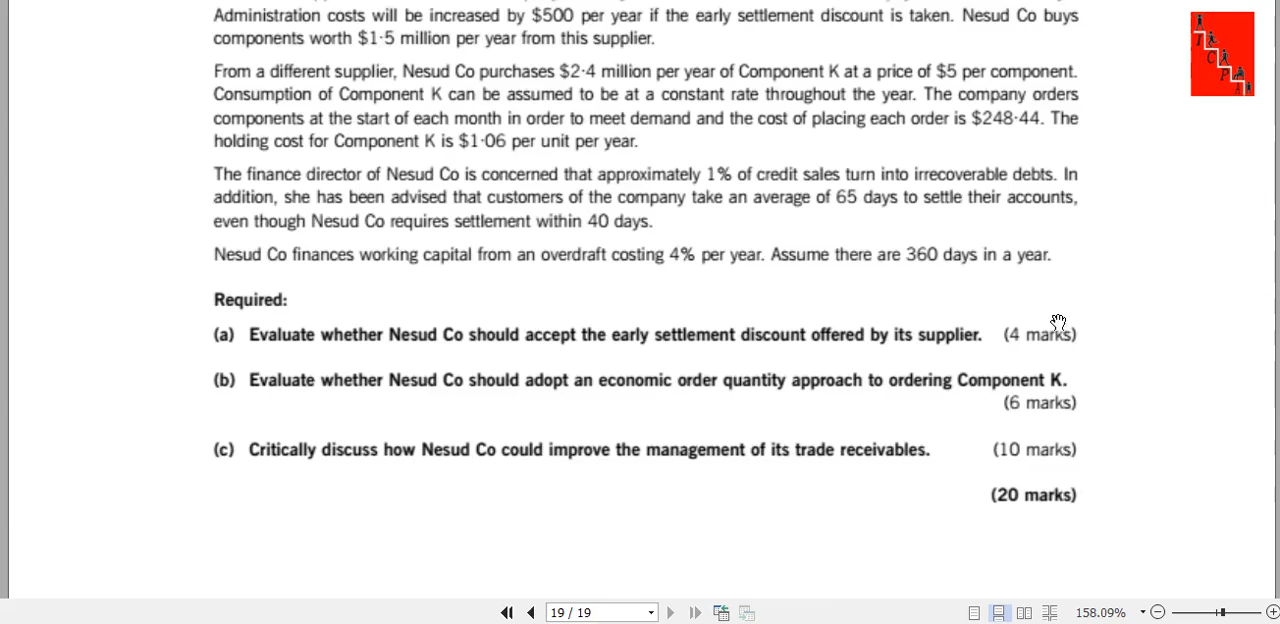 Administration costs will be increased by $500 per year if the early settlement discount is taken. Nesud Co buys
components worth $1·5 million per year from this supplier.
From a different supplier, Nesud Co purchases $2·4 million per year of Component K at a price of $5 per component.
Consumption of Component K can be assumed to be at a constant rate throughout the year. The company orders
components at the start of each month in order to meet demand and the cost of placing each order is $248·44. The
holding cost for Component K is $1·06 per unit per year.
The finance director of Nesud Co is concerned that approximately 1% of credit sales turn into irrecoverable debts. In
addition, she has been advised that customers of the company take an average of 65 days to settle their accounts,
even though Nesud Co requires settlement within 40 days.
Nesud Co finances working capital from an overdraft costing 4% per year. Assume there are 360 days in a year.
Required:
(a) Evaluate whether Nesud Co should accept the early settlement discount offered by its supplier. (4 marks)
(b) Evaluate whether Nesud Co should adopt an economic order quantity approach to ordering Component K.
(6 marks)
(c) Critically discuss how Nesud Co could improve the management of its trade receivables. (10 marks)
(20 marks)
19 / 19
158.09%